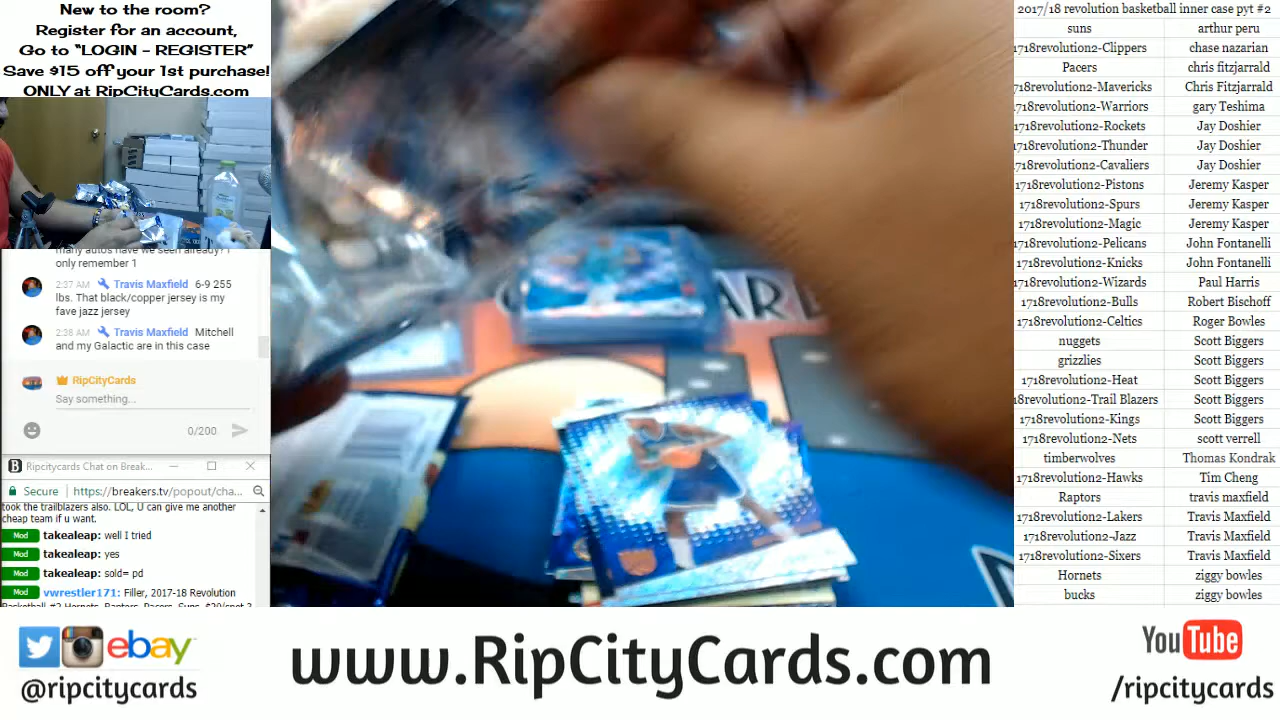 New to the room?
Register for an account,
Go to “LOGIN - REGISTER”
Save $15 off your 1st purchase!
ONLY at RipCityCards.com
many autos have we seen already? I
only remember 1
2:37 AM Travis Maxfield 6-9 255
lbs. That black/copper jersey is my
fave jazz jersey
2:38 AM Travis Maxfield Mitchell
and my Galactic are in this case
RipCityCards
Say something...
0/200
Ripcitycards Chat on Break...
Secure https://breakers.tv/popout/cha...
took the trailblazers also. LOL, U can give me another
cheap team if u want.
Mod takealeap: well I tried
Mod takealeap: yes
Mod takealeap: sold= pd
Mod vwrestler171: Filler, 2017-18 Revolution
Basketball #2 Hornets, Raptors, Pacers, Suns, $20/spot 3
2017/18 revolution basketball inner case pyt #2
suns arthur peru
1718revolution2-Clippers chase nazarian
Pacers chris fitzjarrald
1718revolution2-Mavericks Chris Fitzjarrald
1718revolution2-Warriors gary Teshima
1718revolution2-Rockets Jay Doshier
1718revolution2-Thunder Jay Doshier
1718revolution2-Cavaliers Jay Doshier
1718revolution2-Pistons Jeremy Kasper
1718revolution2-Spurs Jeremy Kasper
1718revolution2-Magic Jeremy Kasper
1718revolution2-Pelicans John Fontanelli
1718revolution2-Knicks John Fontanelli
1718revolution2-Wizards Paul Harris
1718revolution2-Bulls Robert Bischoff
1718revolution2-Celtics Roger Bowles
nuggets Scott Biggers
grizzlies Scott Biggers
1718revolution2-Heat Scott Biggers
1718revolution2-Trail Blazers Scott Biggers
1718revolution2-Kings Scott Biggers
1718revolution2-Nets scott verrell
timberwolves Thomas Kondrak
1718revolution2-Hawks Tim Cheng
Raptors travis maxfield
1718revolution2-Lakers Travis Maxfield
1718revolution2-Jazz Travis Maxfield
1718revolution2-Sixers Travis Maxfield
Hornets ziggy bowles
bucks ziggy bowles
ebay
@ripcitycards
www.RipCityCards.com
YouTube
/ripcitycards